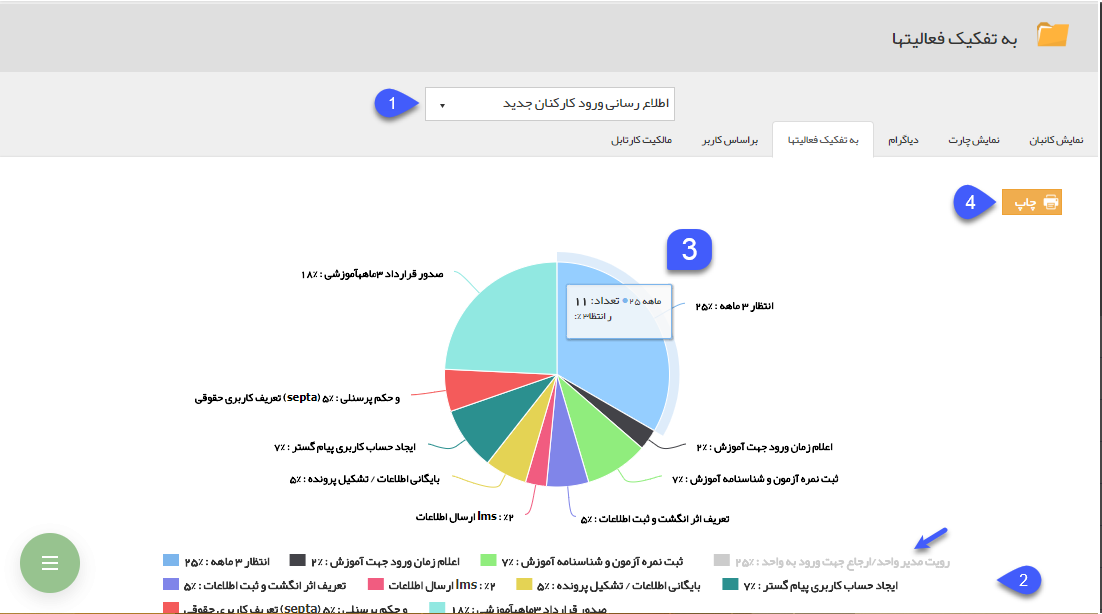 به تفکیک فعالیتها
1
اطلاع رسانی ورود کارکنان جدید
نمایش کانبان
نمایش چارت
دیاگرام
به تفکیک فعالیتها
براساس کاربر
مالکیت کارتابل
4
چاپ
3
صدور قرارداد ۳ماههآموزشی : ۱۸٪
ماهه ۲۵ ● تعداد: ۱۱
ر انتظا۳ ٪:
انتظار ۳ ماهه : ۲۵٪
و حکم پرسنلی : ۵٪ (septa) تعریف کاربری حقوقی
ایجاد حساب کاربری پیام گستر : ۷٪
اعلام زمان ورود جهت آموزش : ۲٪
بایگانی اطلاعات / تشکیل پرونده : ۵٪
ثبت نمره آزمون و شناسنامه آموزش : ۷٪
۲٪ : lms ارسال اطلاعات
تعریف اثر انگشت و ثبت اطلاعات : ۵٪
رویت مدیر واحد/ارجاع جهت ورود به واحد : ۲۵٪
ثبت نمره آزمون و شناسنامه آموزش : ۷٪
اعلام زمان ورود جهت آموزش : ۲٪
انتظار ۳ ماهه : ۲۵٪
2
ایجاد حساب کاربری پیام گستر : ۷٪
بایگانی اطلاعات / تشکیل پرونده : ۵٪
۲٪ : lms ارسال اطلاعات
تعریف اثر انگشت و ثبت اطلاعات : ۵٪
صدور قرارداد ۳ماههآموزشی : ۱۸٪
و حکم پرسنلی : ۵٪ (septa) تعریف کاربری حقوقی